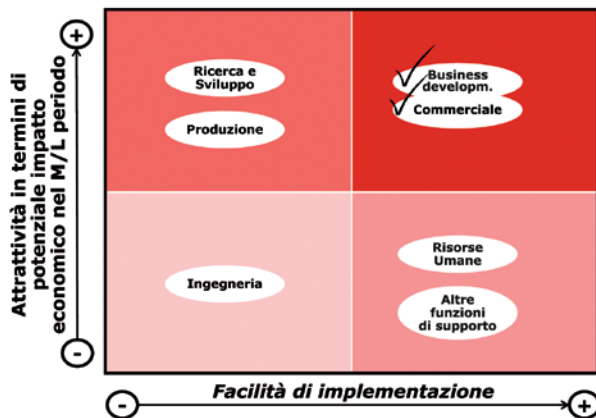 Attrattività in termini di
potenziale impatto
economico nel M/L periodo
+
-
Ricerca e
Sviluppo
Produzione
Business
developm.
Commerciale
Ingegneria
Risorse
Umane
Altre
funzioni
di supporto
-
Facilità di implementazione
+